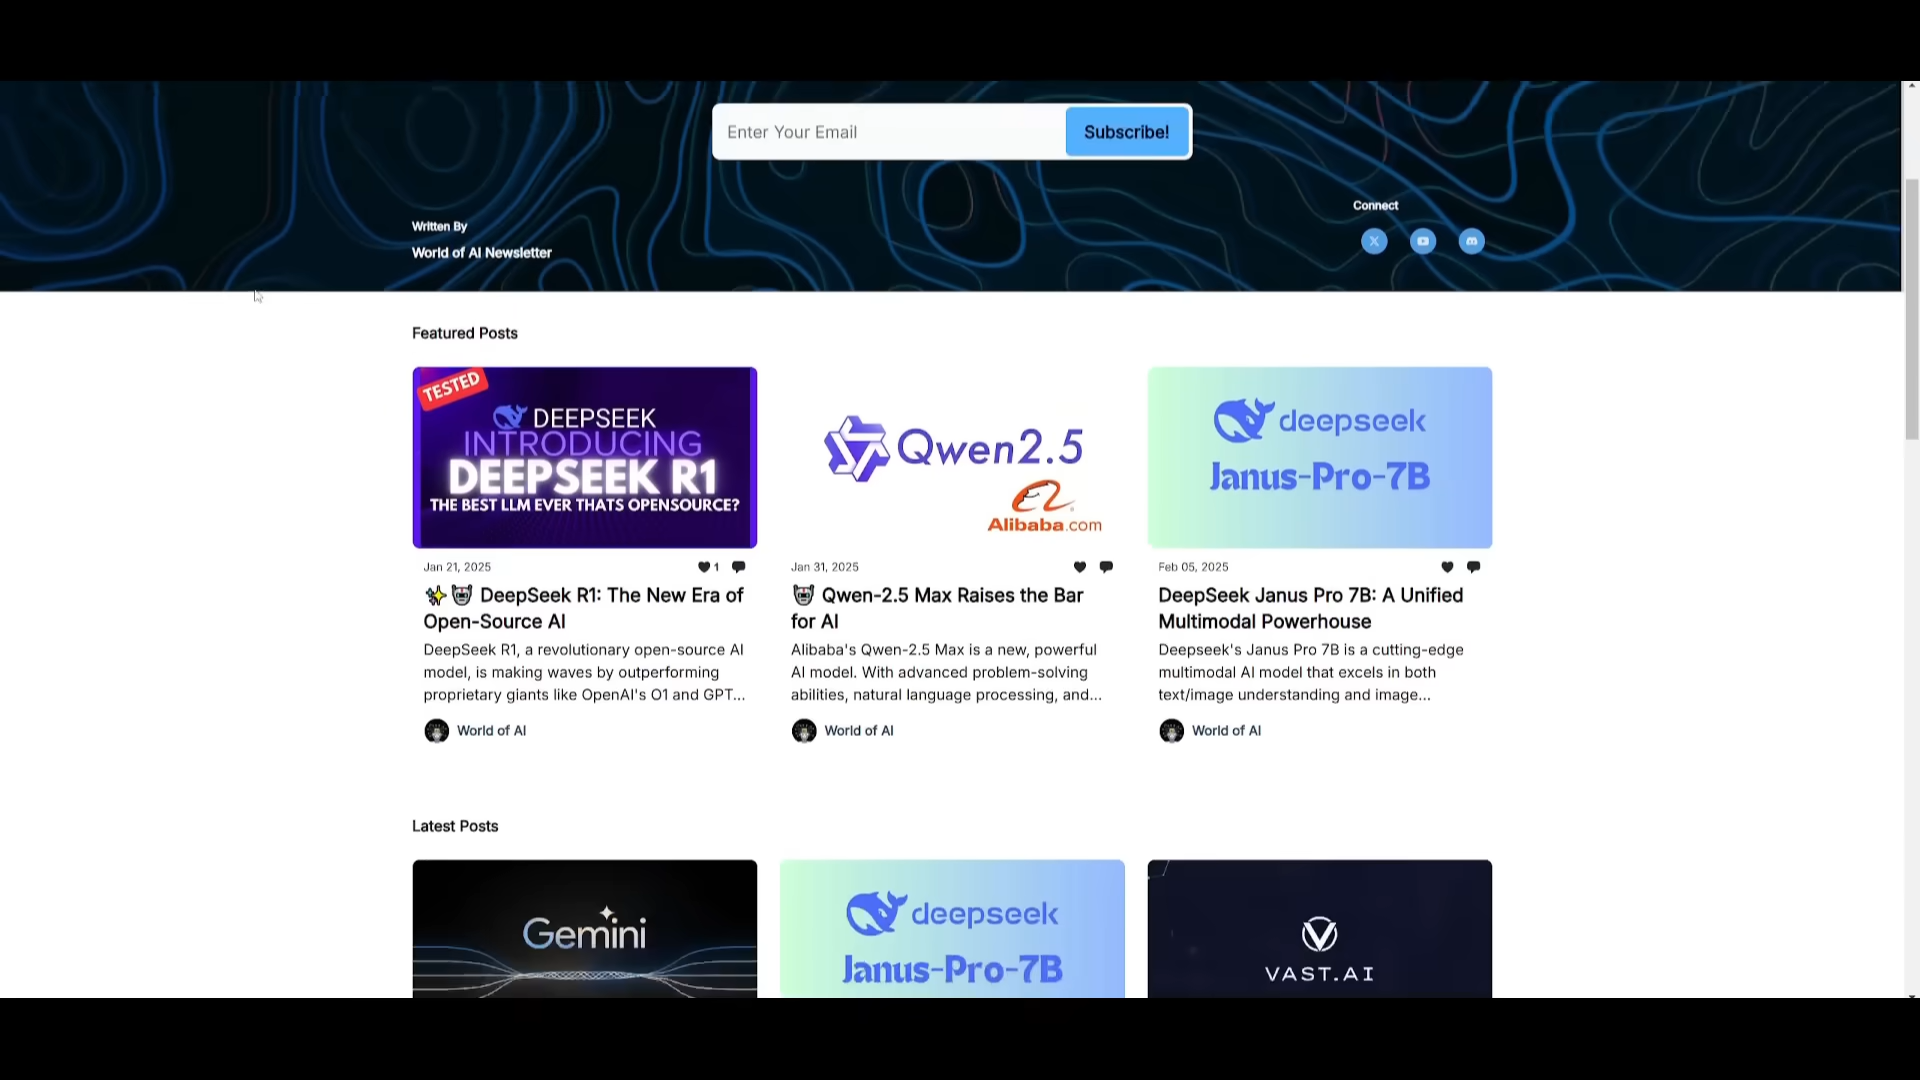 Enter Your Email
Subscribe!
Connect
Written By
World of AI Newsletter
Featured Posts
TESTED
DEEPSEEK
INTRODUCING
DEEPSEEK R1
THE BEST LLM EVER THATS OPENSOURCE?
Jan 21, 2025
1
DeepSeek R1: The New Era of
Open-Source AI
DeepSeek R1, a revolutionary open-source AI
model, is making waves by outperforming
proprietary giants like OpenAI's O1 and GPT...
World of AI
Qwen2.5
Alibaba.com
Jan 31, 2025
Qwen-2.5 Max Raises the Bar
for AI
Alibaba's Qwen-2.5 Max is a new, powerful
AI model. With advanced problem-solving
abilities, natural language processing, and...
World of AI
deepseek
Janus-Pro-7B
Feb 05, 2025
DeepSeek Janus Pro 7B: A Unified
Multimodal Powerhouse
Deepseek's Janus Pro 7B is a cutting-edge
multimodal AI model that excels in both
text/image understanding and image...
World of AI
Latest Posts
Gemini
deepseek
Janus-Pro-7B
VAST.AI